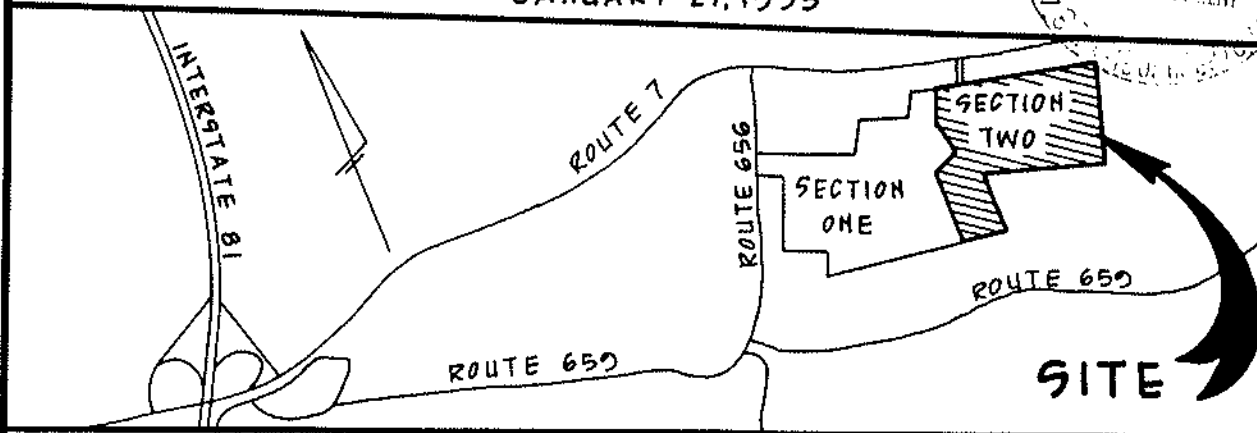 INTERSTATE 81
ROUTE 7
ROUTE 656
SECTION
TWO
SECTION
ONE
ROUTE 659
ROUTE 659
SITE